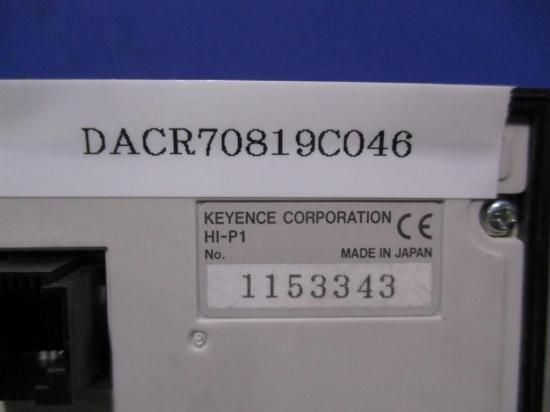 DACR70819C046
KEYENCE CORPORATION CE
HI-P1
No. MADE IN JAPAN
1153343